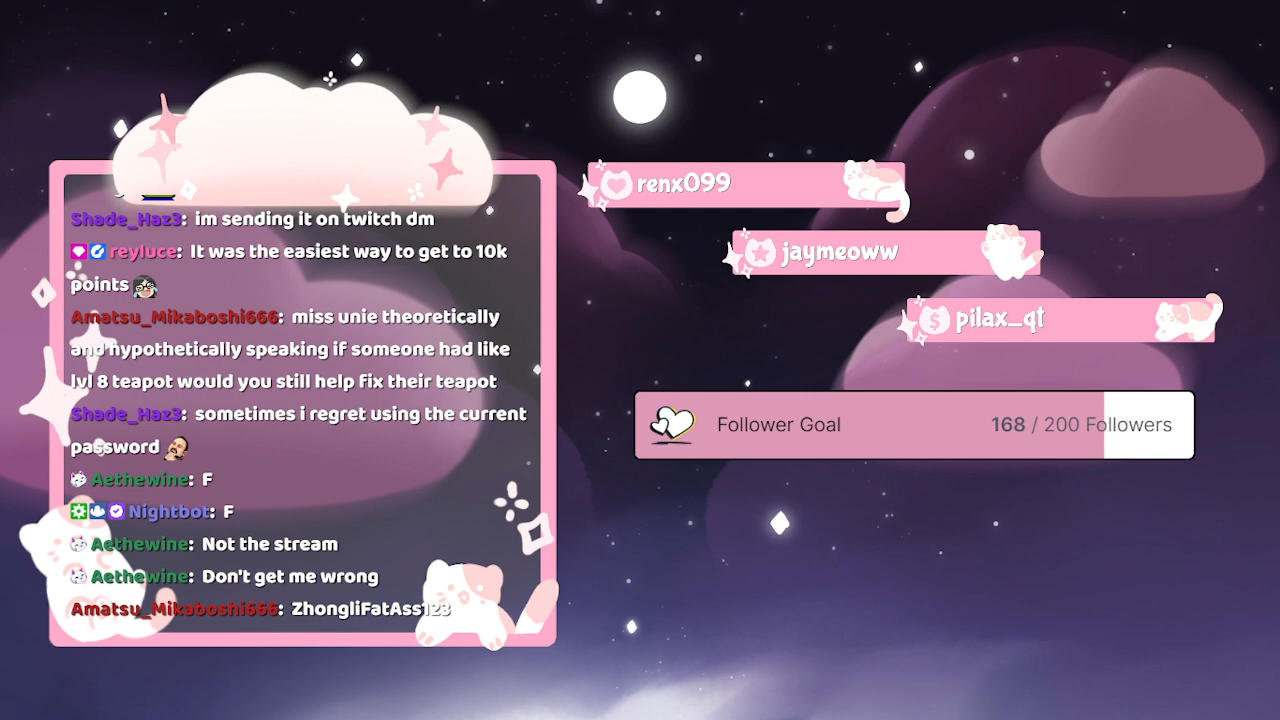 Shade_Haz3: im sending it on twitch dm
reyluce: It was the easiest way to get to 10k
points
Amatsu_Mikaboshi666: miss unie theoretically
and hypothetically speaking if someone had like
lvl 8 teapot would you still help fix their teapot
Shade_Haz3: sometimes i regret using the current
password
Aethewine: F
Nightbot: F
Aethewine: Not the stream
Aethewine: Don't get me wrong
Amatsu_Mikaboshi666: ZhongliFatAss123
renx099
jaymeoww
pilax_qt
Follower Goal 168 / 200 Followers